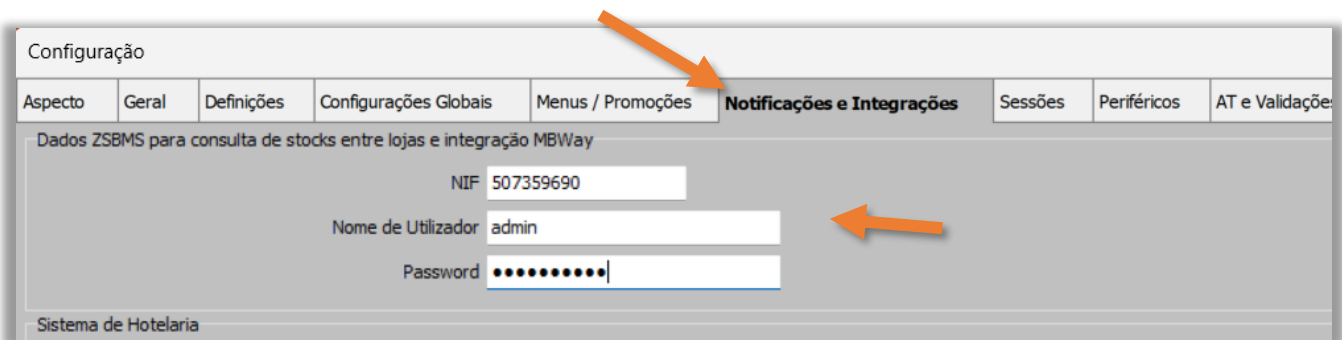 Configuração
Aspecto Geral Definições Configurações Globais Menus / Promoções Notificações e Integrações Sessões Periféricos AT e Validaçõe
Dados ZSBMS para consulta de stocks entre lojas e integração MBWay
NIF 507359690
Nome de Utilizador admin
Password ••••••••••
Sistema de Hotelaria